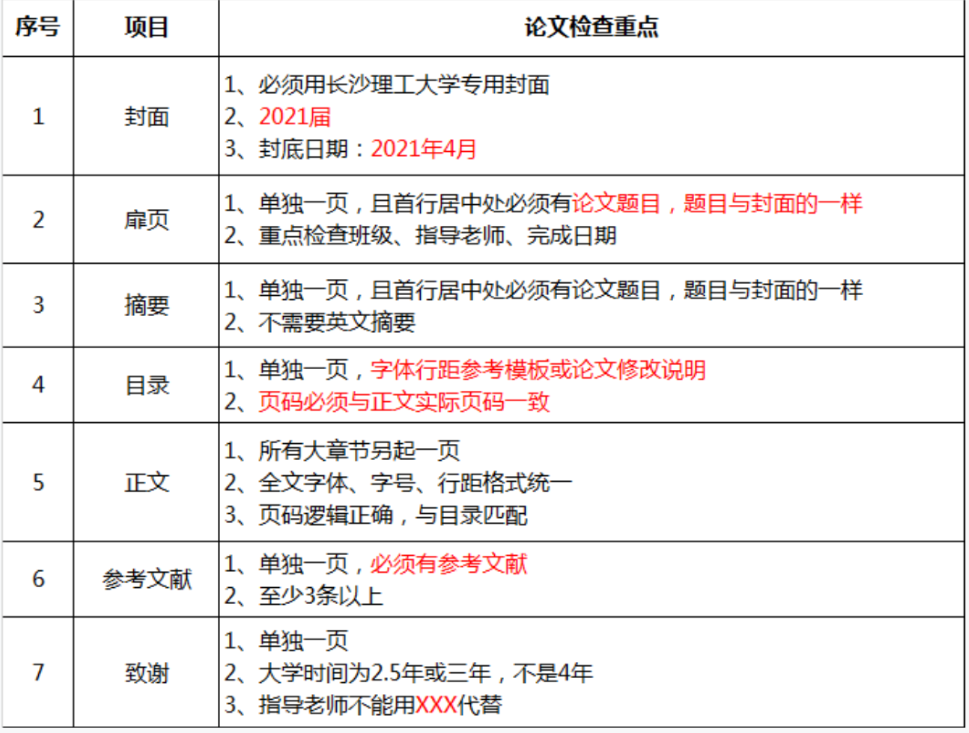 序号 项目 论文检查重点
1 封面 1、必须用长沙理工大学专用封面
2、2021届
3、封底日期：2021年4月
2 扉页 1、单独一页，且首行居中处必须有论文题目，题目与封面的一样
2、重点检查班级、指导老师、完成日期
3 摘要 1、单独一页，且首行居中处必须有论文题目，题目与封面的一样
2、不需要英文摘要
4 目录 1、单独一页，字体行距参考模板或论文修改说明
2、页码必须与正文实际页码一致
5 正文 1、所有大章节另起一页
2、全文字体、字号、行距格式统一
3、页码逻辑正确，与目录匹配
6 参考文献 1、单独一页，必须有参考文献
2、至少3条以上
7 致谢 1、单独一页
2、大学时间为2.5年或三年，不是4年
3、指导老师不能用XXX代替